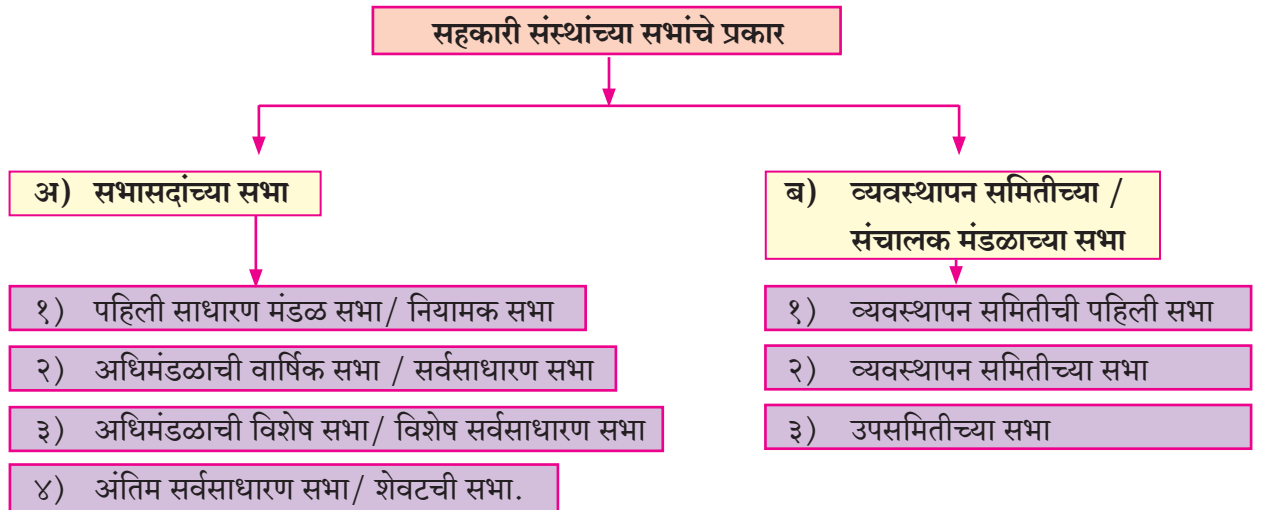 सहकारी संस्थांच्या सभांचे प्रकार
अ) सभासदांच्या सभा
१) पहिली साधारण मंडळ सभा/ नियामक सभा
२) अधिमंडळाची वार्षिक सभा / सर्वसाधारण सभा
३) अधिमंडळाची विशेष सभा/ विशेष सर्वसाधारण सभा
४) अंतिम सर्वसाधारण सभा/ शेवटची सभा.
ब) व्यवस्थापन समितीच्या /
संचालक मंडळाच्या सभा
१) व्यवस्थापन समितीची पहिली सभा
२) व्यवस्थापन समितीच्या सभा
३) उपसमितीच्या सभा